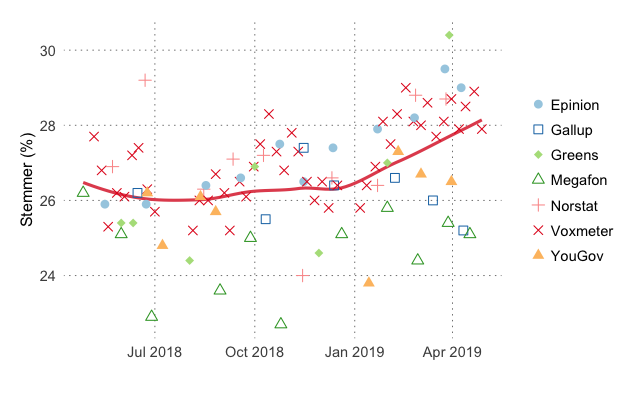 Stemmer (%)
30
28
26
24
Jul 2018
Oct 2018
Jan 2019
Apr 2019
Epinion
Gallup
Greens
Megafon
Norstat
Voxmeter
YouGov